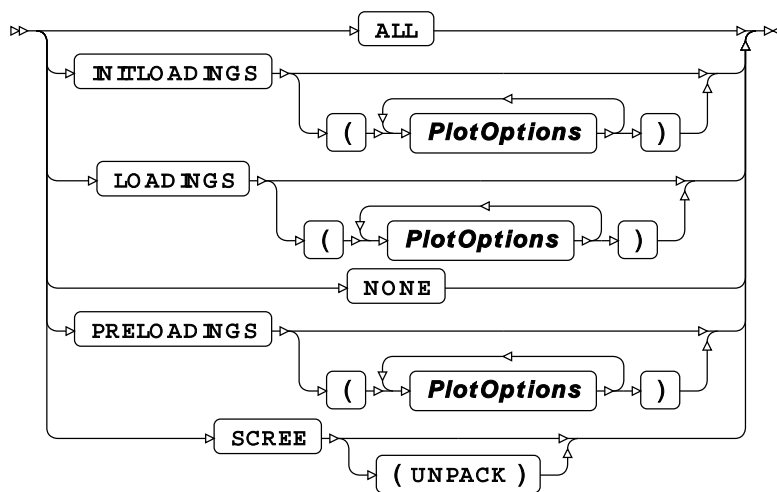 ALL
INITLOADINGS
( PlotOptions )
LOADINGS
( PlotOptions )
NONE
PRELOADINGS
( PlotOptions )
SCREE
( UNPACK )